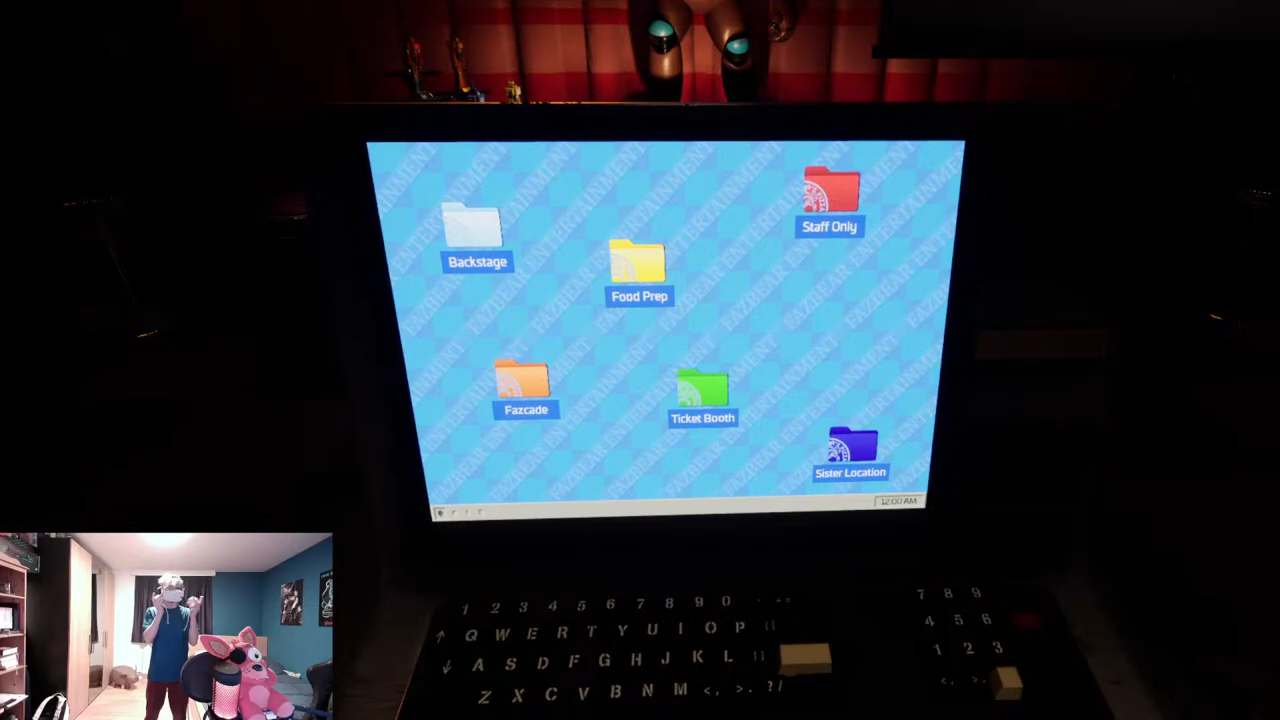 FAZBEAR ENTERTAINMENT
Staff Only
Backstage
Food Prep
Fazcade
Ticket Booth
Sister Location
12:00 AM
1 2 3 4 5 6 7 8 9 0
7 8 9
Q W E R T Y U I O P
4 5 6
A S D F G H J K L
1 2 3
Z X C V B N M <, >. ?/
<, >.